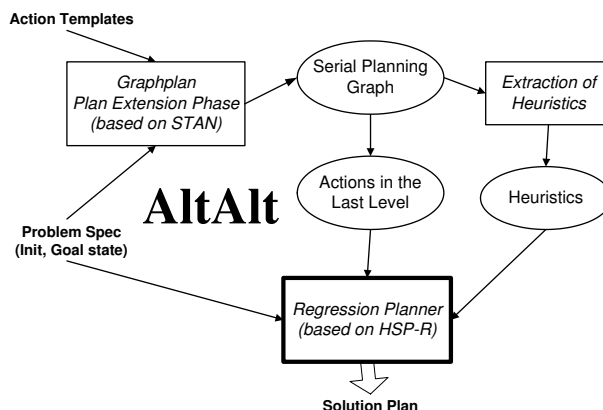 Action Templates
Graphplan
Plan Extension Phase
(based on STAN)
Serial Planning
Graph
Extraction of
Heuristics
AltAlt
Actions in the
Last Level
Heuristics
Problem Spec
(Init, Goal state)
Regression Planner
(based on HSP-R)
Solution Plan